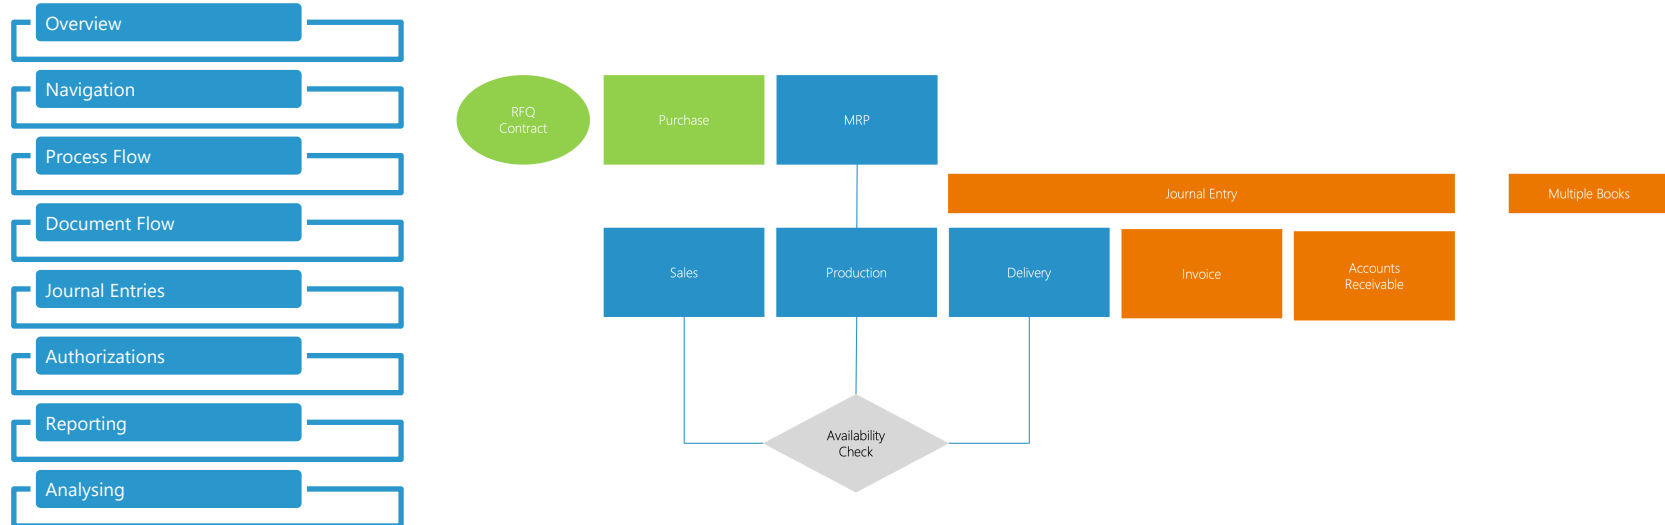 Overview
Navigation
Process Flow
Document Flow
Journal Entries
Authorizations
Reporting
Analysing
RFQ
Contract
Purchase
MRP
Journal Entry
Multiple Books
Sales
Production
Delivery
Invoice
Accounts
Receivable
Availability
Check